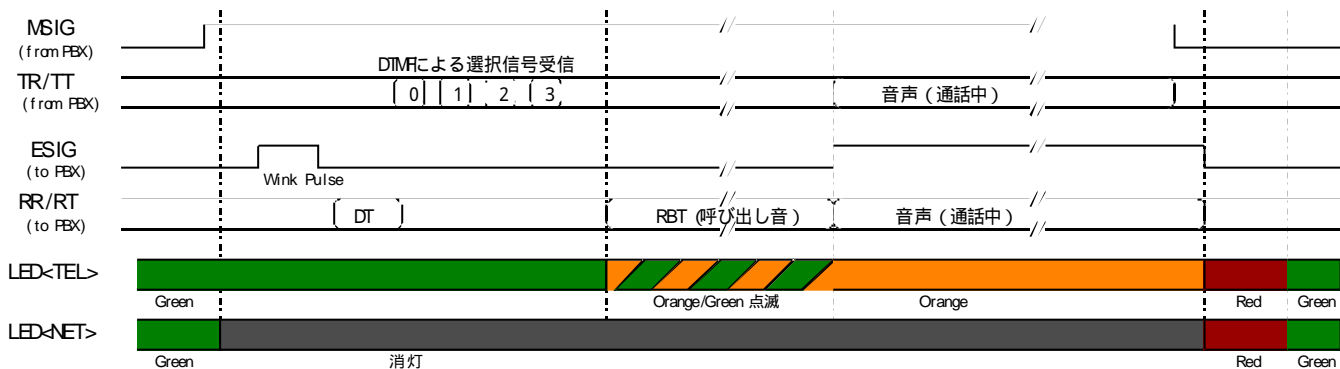 MSIG
(from PBX)
DTMFによる選択信号受信
TR/TT
(from PBX)
0 1 2 3
音声(通話中)
ESIG
(to PBX)
Wink Pulse
RR/RT
(to PBX)
DT
RBT (呼び出し音)
音声(通話中)
LED<TEL>
Green
Orange/Green 点滅
Orange
Red
Green
LED<NET>
Green
消灯
Red
Green